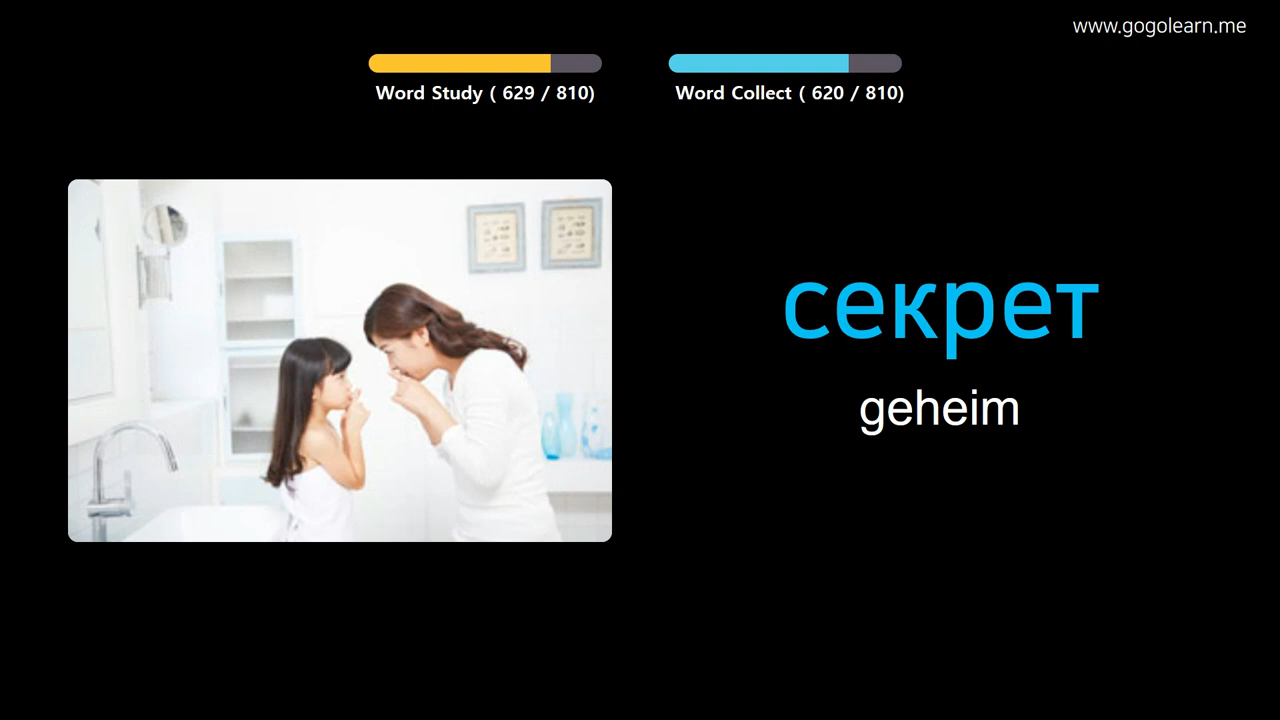 www.gogolearn.me
Word Study ( 629 / 810)
Word Collect ( 620 / 810)
секрет
geheim